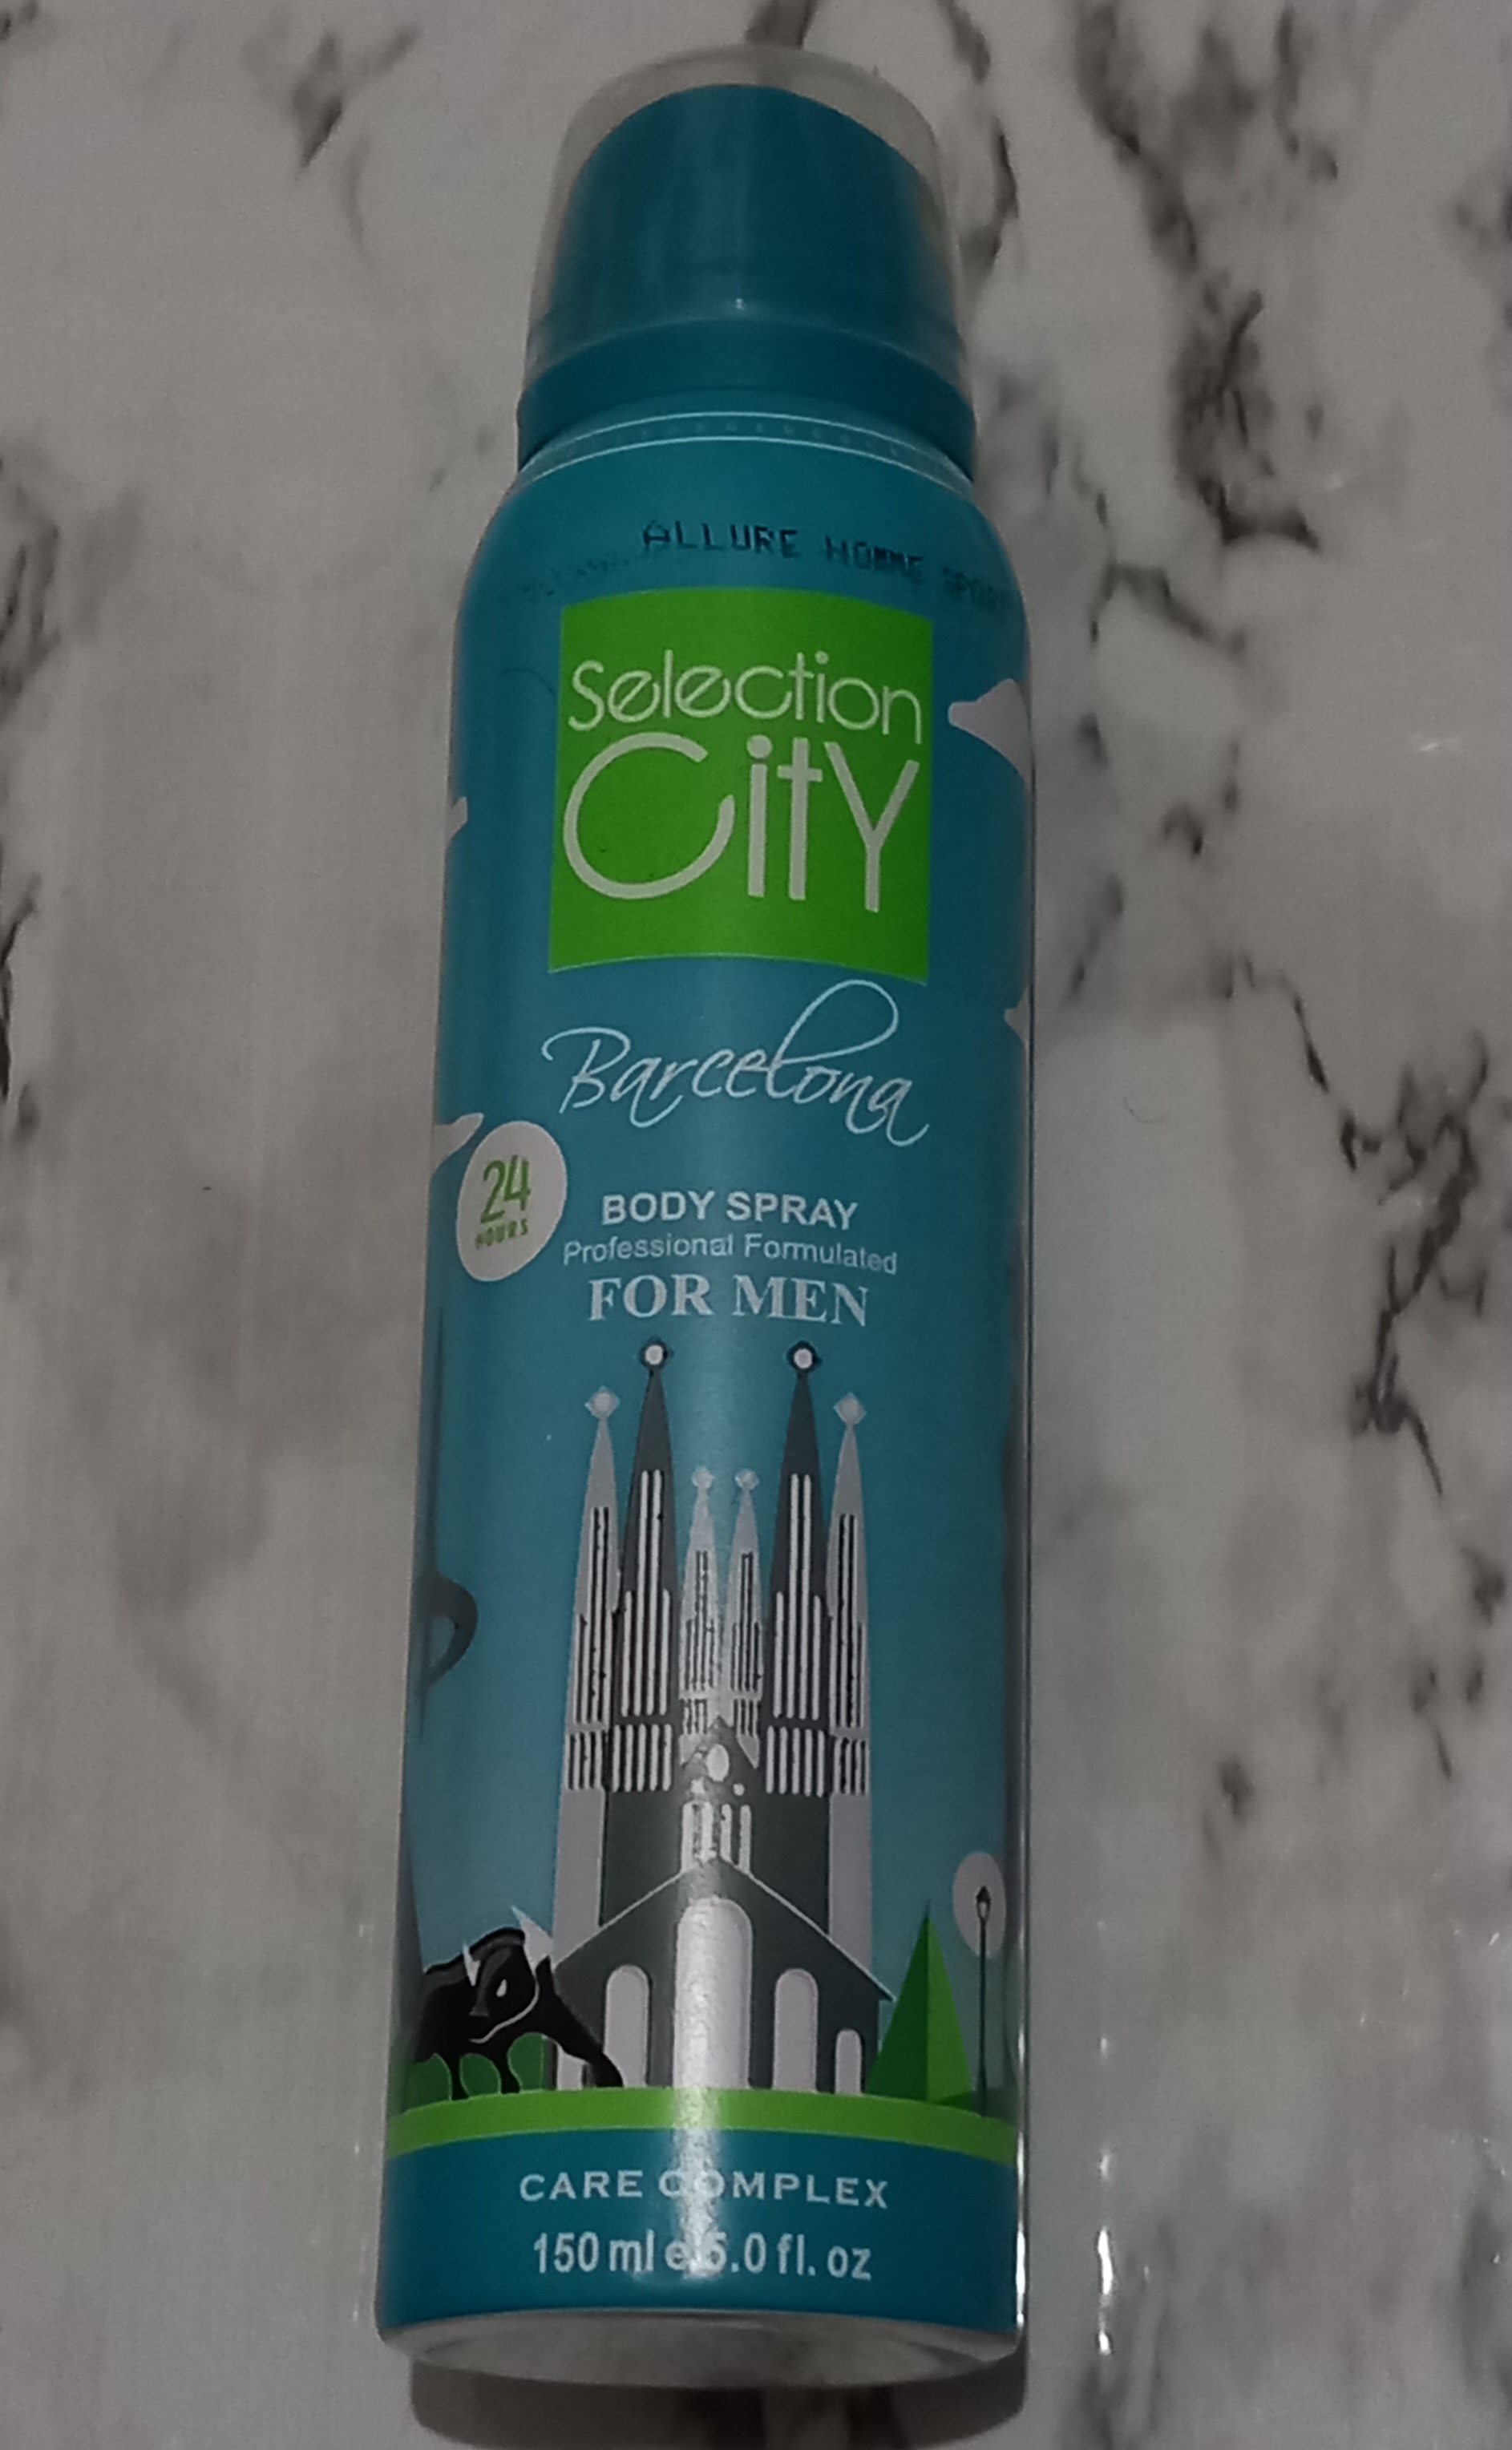 ALLURE HOMME SPORT
Selection
City
Barcelona
24
HOURS
BODY SPRAY
Professional Formulated
FOR MEN
CARE COMPLEX
150 ml e 5.0 fl. oz